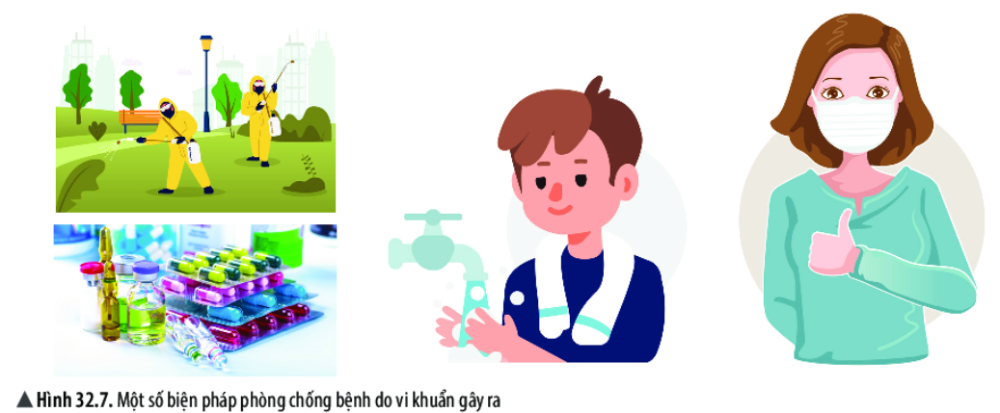 ▲ Hình 32.7. Một số biện pháp phòng chống bệnh do vi khuẩn gây ra